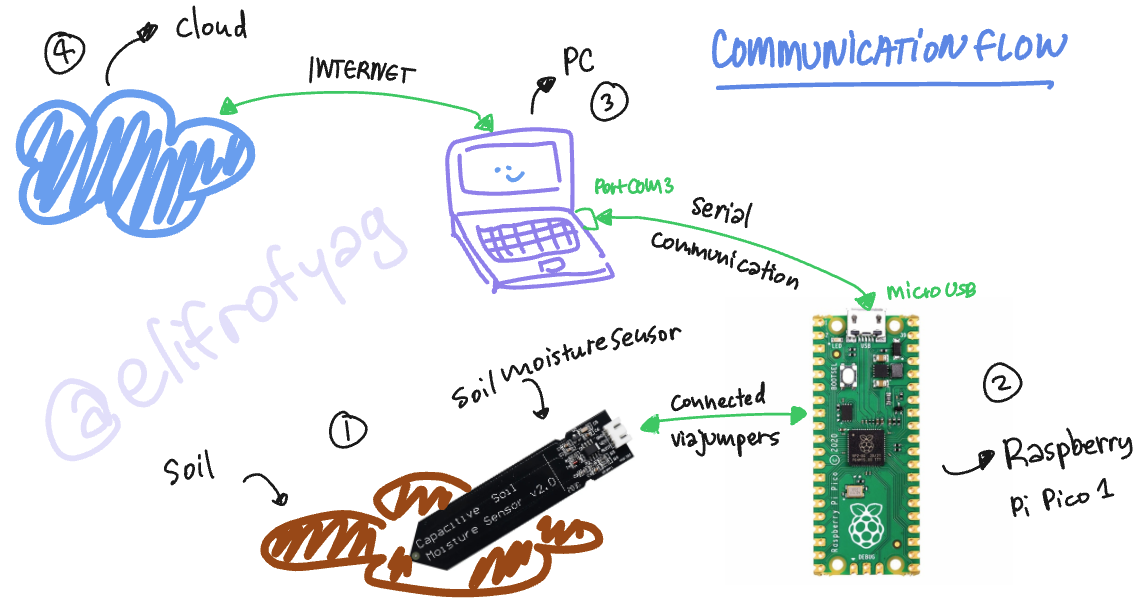 COMMUNICATION FLOW
④
cloud
INTERNET
PC
③
Port COM3
Serial
communication
MicroUSB
@elifrofyag
soil moisture sensor
①
soil
connected
via jumpers
②
Raspberry
Pi Pico 1
Capacitive Soil
Moisture Sensor v2.0
LED
USB
BOOTSEL
Raspberry Pi Pico © 2020
DEBUG